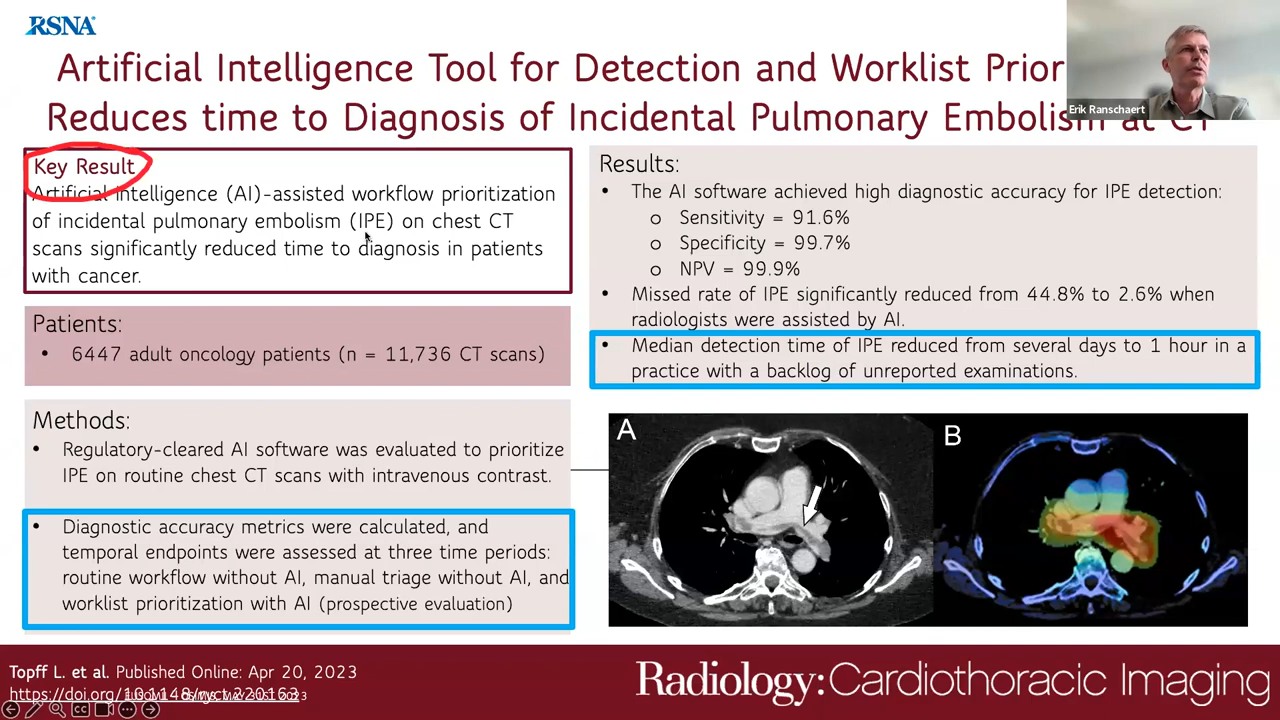 RSNA
Artificial Intelligence Tool for Detection and Worklist Prior
Reduces time to Diagnosis of Incidental Pulmonary Embolism at CT
Erik Ranschaert
Key Result
Artificial Intelligence (AI)-assisted workflow prioritization
of incidental pulmonary embolism (IPE) on chest CT
scans significantly reduced time to diagnosis in patients
with cancer.
Patients:
• 6447 adult oncology patients (n = 11,736 CT scans)
Methods:
• Regulatory-cleared AI software was evaluated to prioritize
IPE on routine chest CT scans with intravenous contrast.
• Diagnostic accuracy metrics were calculated, and
temporal endpoints were assessed at three time periods:
routine workflow without AI, manual triage without AI, and
worklist prioritization with AI (prospective evaluation)
Results:
• The AI software achieved high diagnostic accuracy for IPE detection:
o Sensitivity = 91.6%
o Specificity = 99.7%
o NPV = 99.9%
• Missed rate of IPE significantly reduced from 44.8% to 2.6% when
radiologists were assisted by AI.
• Median detection time of IPE reduced from several days to 1 hour in a
practice with a backlog of unreported examinations.
A
B
Topff L. et al. Published Online: Apr 20, 2023
https://doi.org/10.1148/ryct.220163
CC
Radiology: Cardiothoracic Imaging